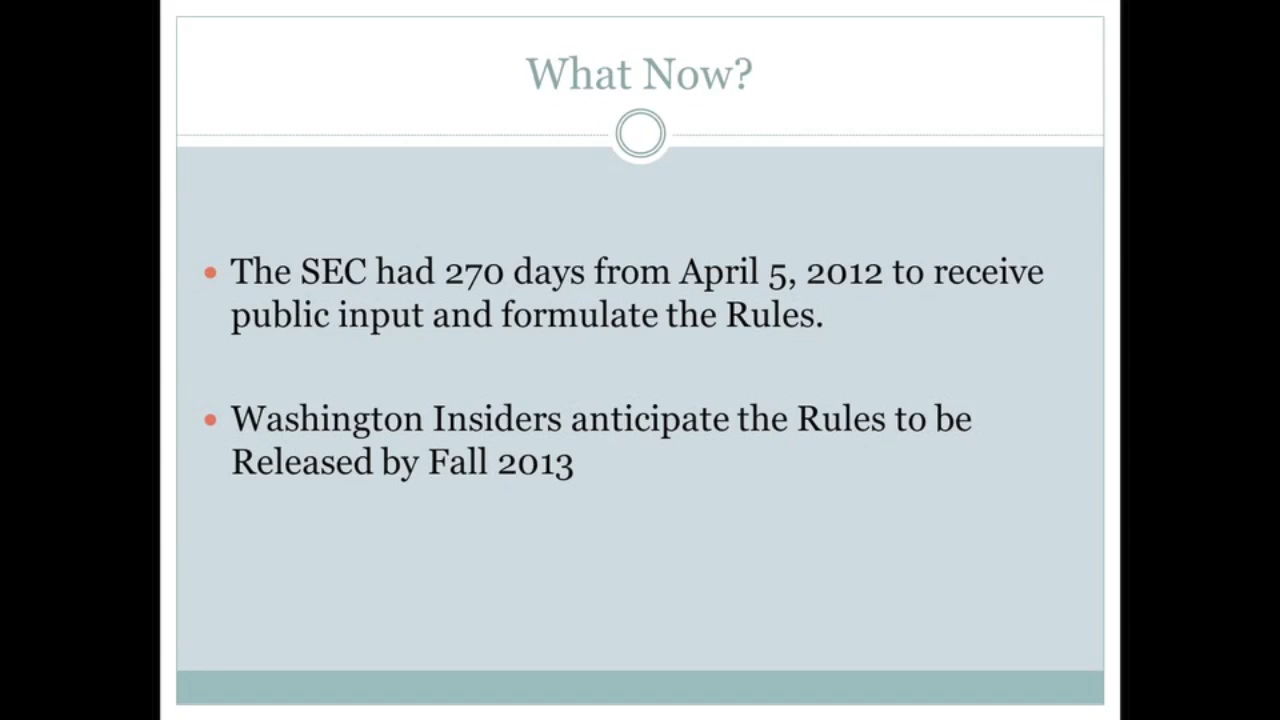 What Now?
• The SEC had 270 days from April 5, 2012 to receive
public input and formulate the Rules.
• Washington Insiders anticipate the Rules to be
Released by Fall 2013